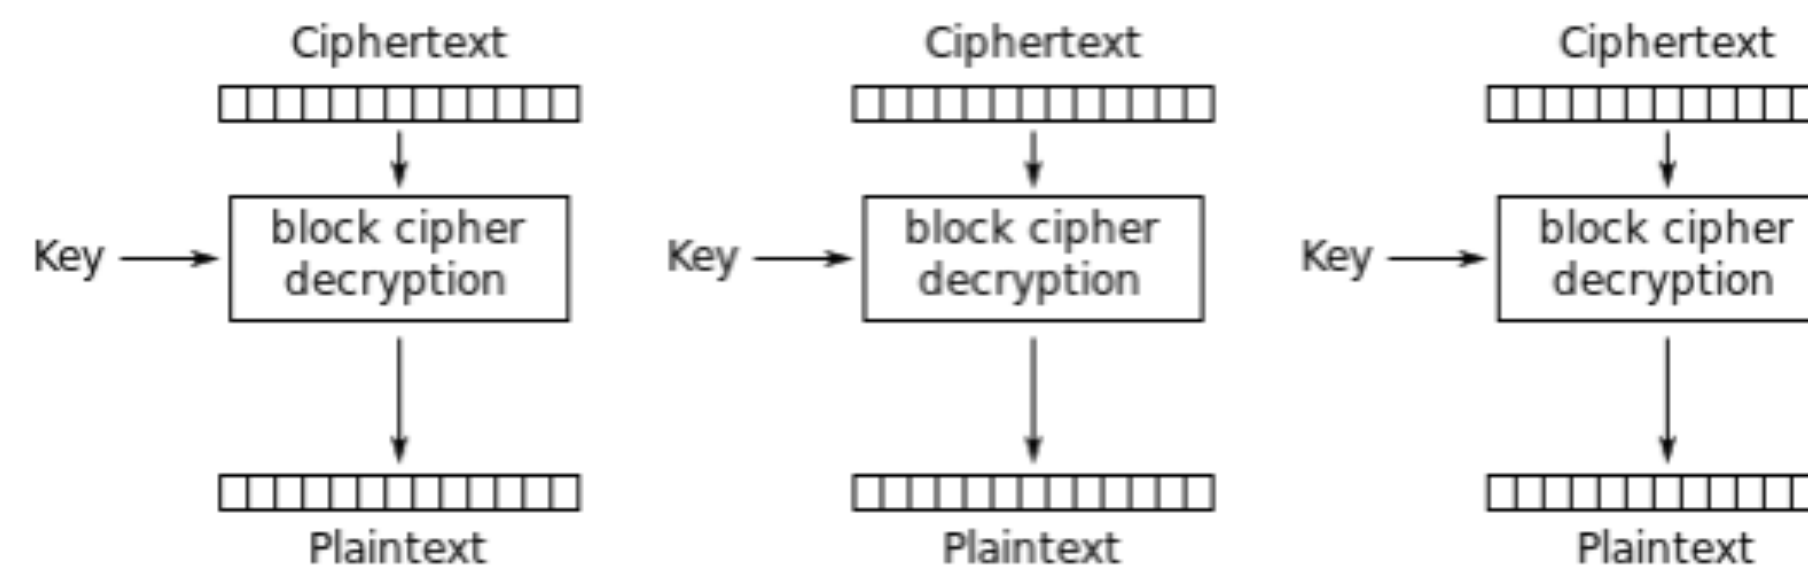 Ciphertext
Ciphertext
Ciphertext
Key
block cipher
decryption
Key
block cipher
decryption
Key
block cipher
decryption
Plaintext
Plaintext
Plaintext